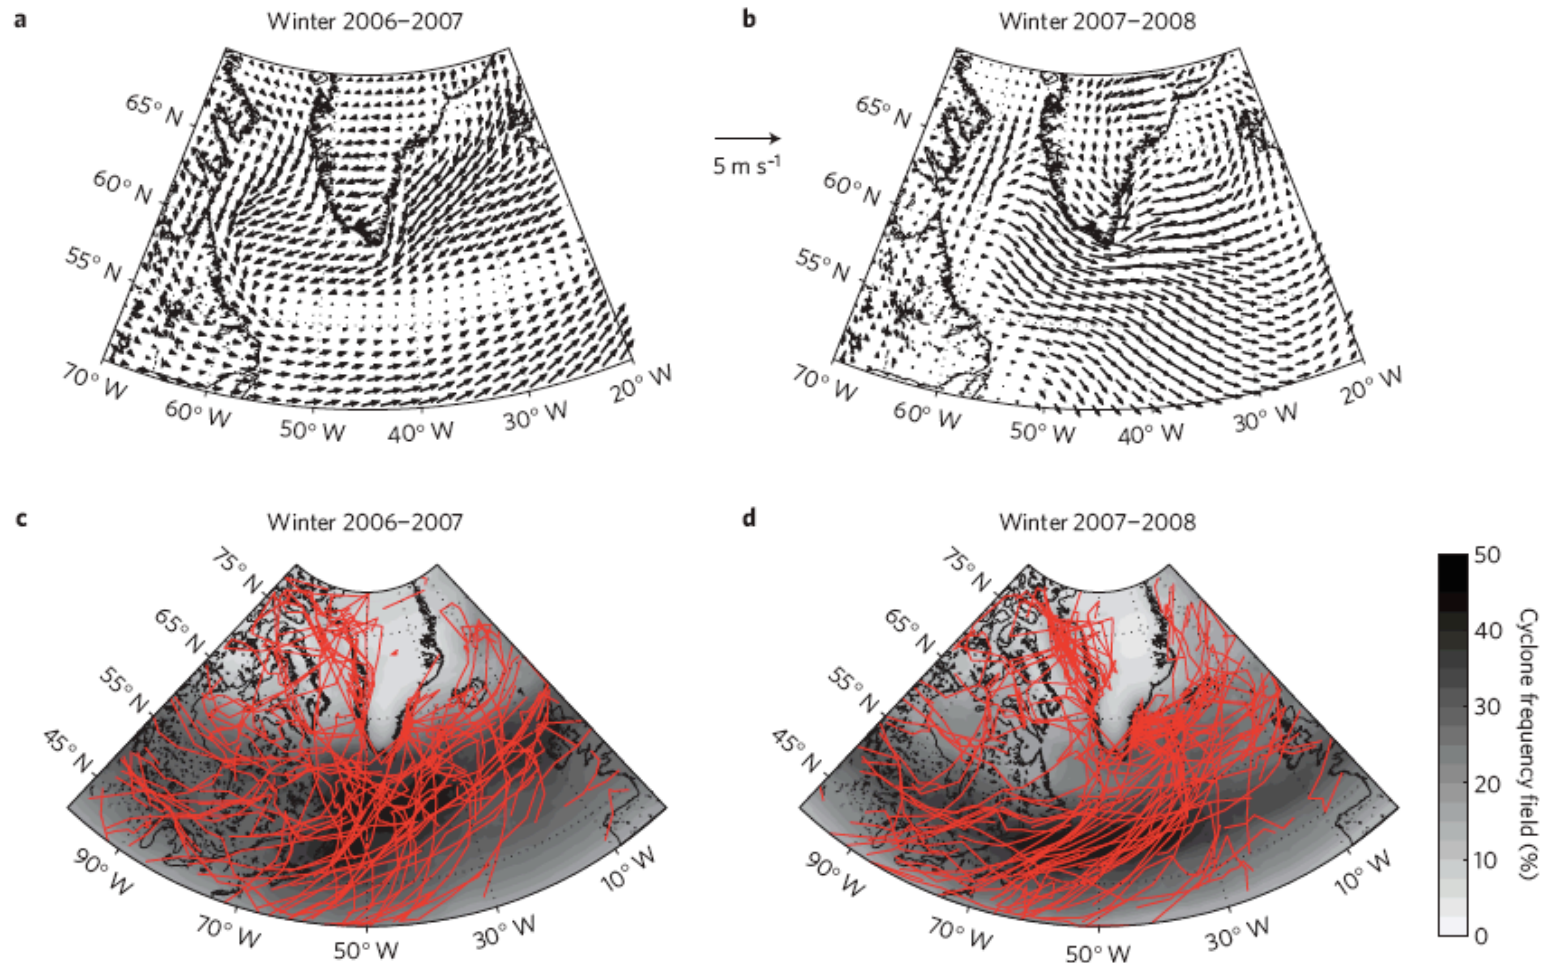 a
Winter 2006–2007
65° N
60° N
55° N
70° W
60° W
50° W
40° W
30° W
20° W
5 m s⁻¹
b
Winter 2007–2008
65° N
60° N
55° N
70° W
60° W
50° W
40° W
30° W
20° W
c
Winter 2006–2007
75° N
65° N
55° N
45° N
90° W
70° W
50° W
30° W
10° W
d
Winter 2007–2008
75° N
65° N
55° N
45° N
90° W
70° W
50° W
30° W
10° W
50
40
30
20
10
0
Cyclone frequency field (%)